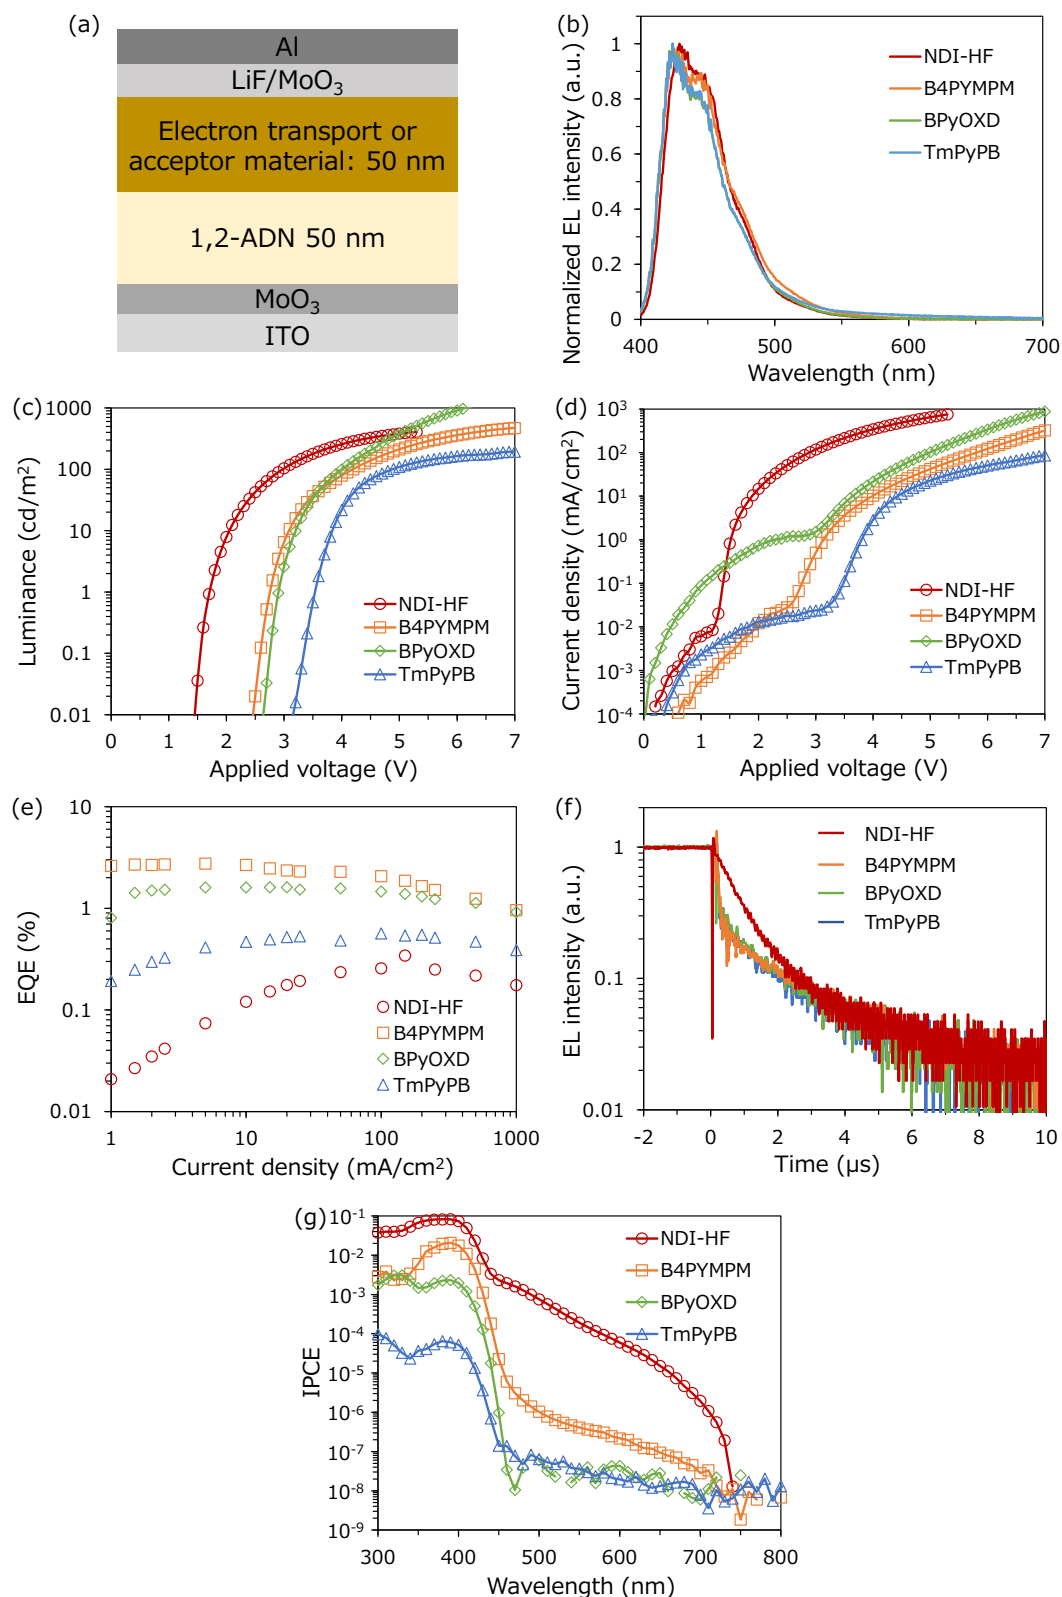 (a)
Al
LiF/MoO3
Electron transport or
acceptor material: 50 nm
1,2-ADN 50 nm
MoO3
ITO
(b)
Normalized EL intensity (a.u.)
1
0.8
0.6
0.4
0.2
0
400 500 600 700
Wavelength (nm)
NDI-HF
B4PYMPM
BPyOXD
TmPyPB
(c)
Luminance (cd/m2)
1000
100
10
1
0.1
0.01
0 1 2 3 4 5 6 7
Applied voltage (V)
NDI-HF
B4PYMPM
BPyOXD
TmPyPB
(d)
Current density (mA/cm2)
10^3
10^2
10^1
10^0
10^-1
10^-2
10^-3
10^-4
0 1 2 3 4 5 6 7
Applied voltage (V)
NDI-HF
B4PYMPM
BPyOXD
TmPyPB
(e)
EQE (%)
10
1
0.1
0.01
1 10 100 1000
Current density (mA/cm2)
NDI-HF
B4PYMPM
BPyOXD
TmPyPB
(f)
EL intensity (a.u.)
1
0.1
0.01
-2 0 2 4 6 8 10
Time (μs)
NDI-HF
B4PYMPM
BPyOXD
TmPyPB
(g)
IPCE
10^-1
10^-2
10^-3
10^-4
10^-5
10^-6
10^-7
10^-8
10^-9
300 400 500 600 700 800
Wavelength (nm)
NDI-HF
B4PYMPM
BPyOXD
TmPyPB